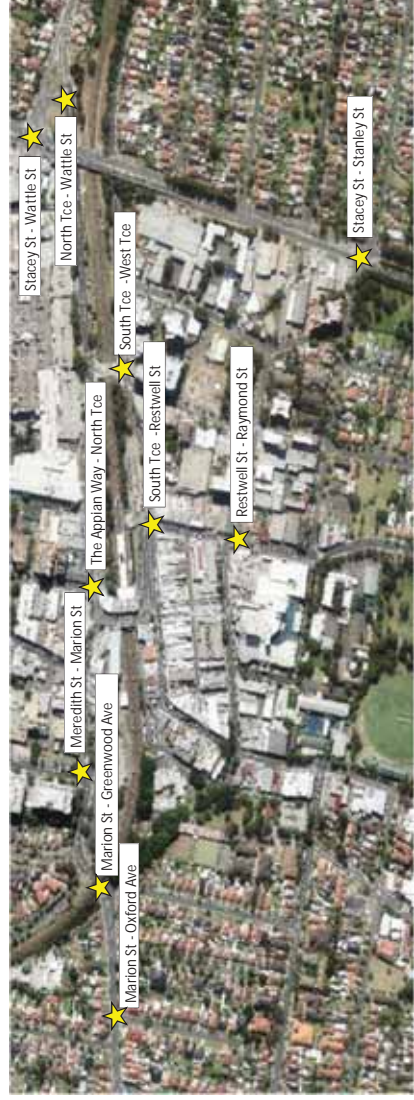 Stacey St - Wattle St
North Tce - Wattle St
South Tce -West Tce
Stacey St - Stanley St
The Appian Way - North Tce
South Tce -Restwell St
Restwell St - Raymond St
Meredith St - Marion St
Marion St - Greenwood Ave
Marion St - Oxford Ave